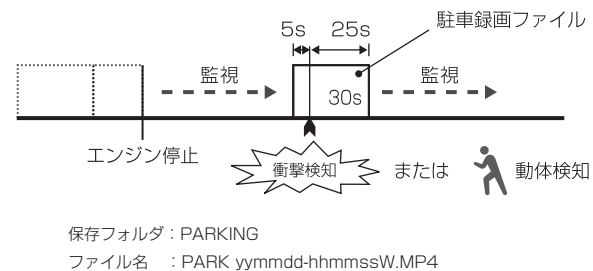 駐車録画ファイル
5s 25s
監視 監視
30s
エンジン停止
衝撃検知 または 動体検知
保存フォルダ：PARKING
ファイル名　：PARK yymmdd-hhmmssW.MP4